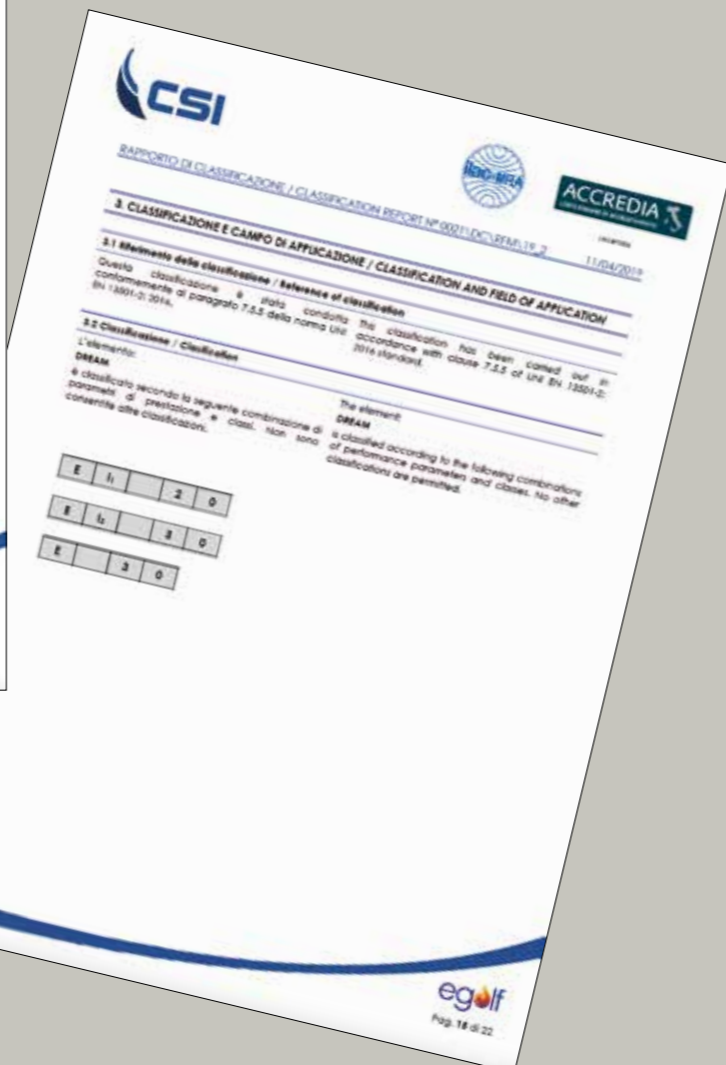 CSI
ilac-MRA
ACCREDIA
RAPPORTO DI CLASSIFICAZIONE / CLASSIFICATION REPORT N° 0021\DC\REM\19_2
11/04/2019
3. CLASSIFICAZIONE E CAMPO DI APPLICAZIONE / CLASSIFICATION AND FIELD OF APPLICATION
3.1 Riferimento della classificazione / Reference of classification
Questa classificazione è stata condotta
conformemente al paragrafo 7.5.5 della norma UNI
EN 13501-2: 2016.
This classification has been carried out in
accordance with clause 7.5.5 of UNI EN 13501-2:
2016 standard.
3.2 Classificazione / Clasification
L'elemento:
DREAM
è classificato secondo la seguente combinazione di
parametri di prestazione e classi. Non sono
consentite altre classificazioni.
The element:
DREAM
is classified according to the following combinations
of performance parameters and classes. No other
classifications are permitted.
E I₁ 2 0
E I₂ 3 0
E 3 0
egolf
Pag. 18 di 22